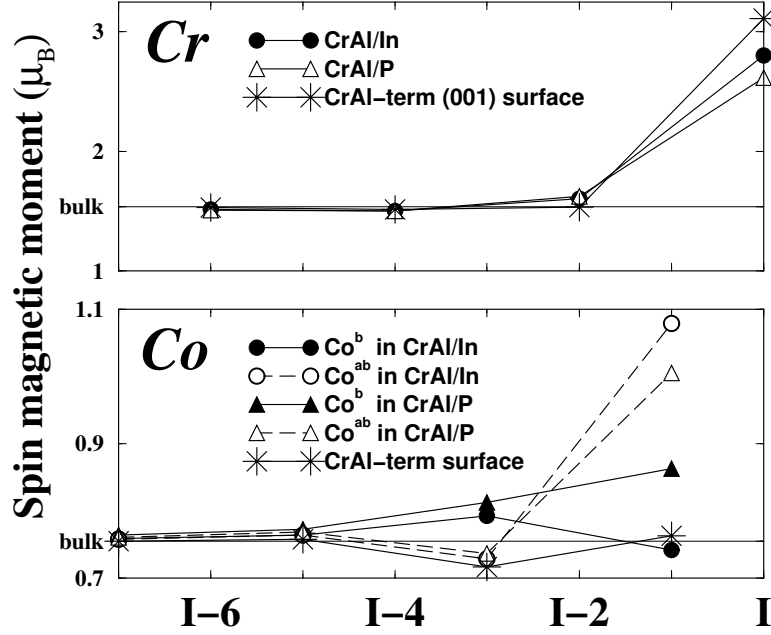 Spin magnetic moment (μB)
Cr
CrAl/In
CrAl/P
CrAl−term (001) surface
3
2
bulk
1
Co
Co^b in CrAl/In
Co^ab in CrAl/In
Co^b in CrAl/P
Co^ab in CrAl/P
CrAl−term surface
1.1
0.9
bulk
0.7
I−6 I−4 I−2 I